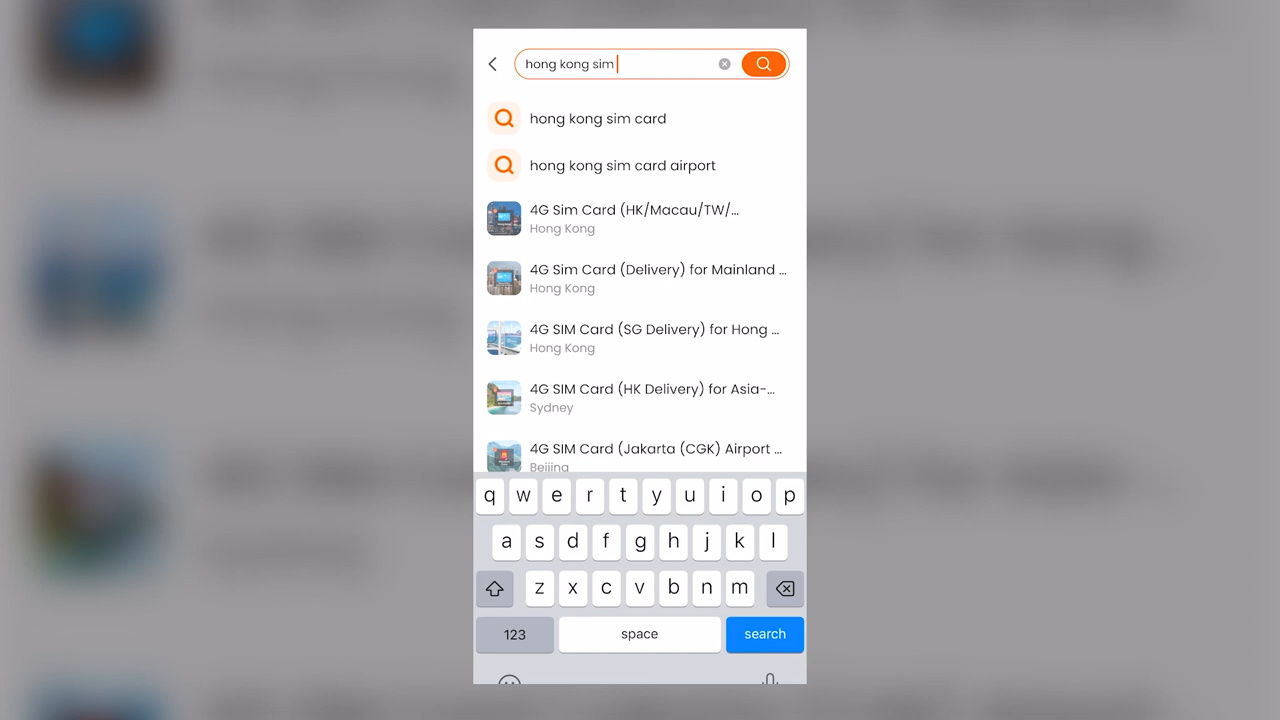 hong kong sim
hong kong sim card
hong kong sim card airport
4G Sim Card (HK/Macau/TW/...
Hong Kong
4G Sim Card (Delivery) for Mainland ...
Hong Kong
4G SIM Card (SG Delivery) for Hong ...
Hong Kong
4G SIM Card (HK Delivery) for Asia-...
Sydney
4G SIM Card (Jakarta (CGK) Airport ...
Beijing
q w e r t y u i o p
a s d f g h j k l
z x c v b n m
123 space search